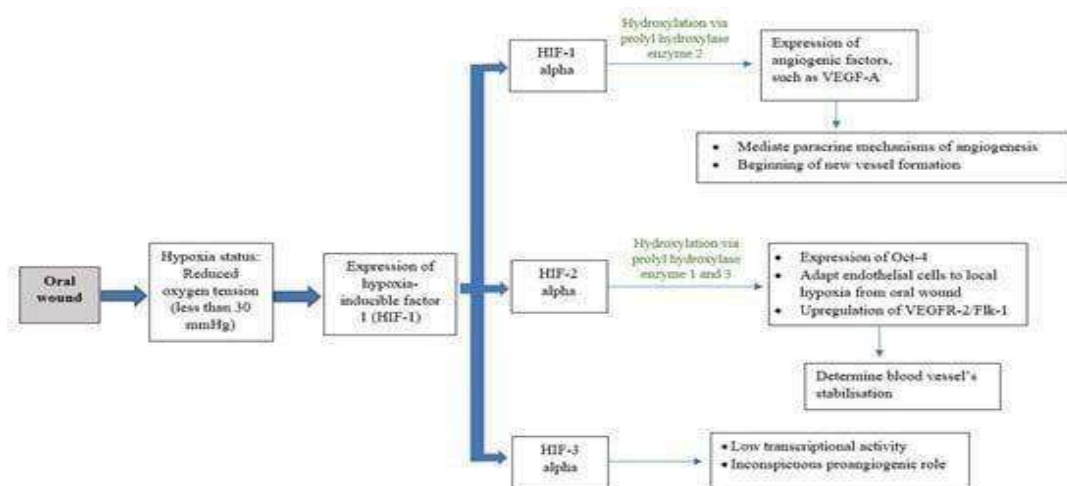 Oral
wound
Hypoxia status:
Reduced
oxygen tension
(less than 30
mmHg)
Expression of
hypoxia-
inducible factor
1 (HIF-1)
HIF-1
alpha
Hydroxylation via
prolyl hydroxylase
enzyme 2
Expression of
angiogenic factors,
such as VEGF-A
• Mediate paracrine mechanisms of angiogenesis
• Beginning of new vessel formation
HIF-2
alpha
Hydroxylation via
prolyl hydroxylase
enzyme 1 and 3
• Expression of Oct-4
• Adapt endothelial cells to local
hypoxia from oral wound
• Upregulation of VEGFR-2/Flk-1
Determine blood vessel's
stabilisation
HIF-3
alpha
• Low transcriptional activity
• Inconspicuous proangiogenic role